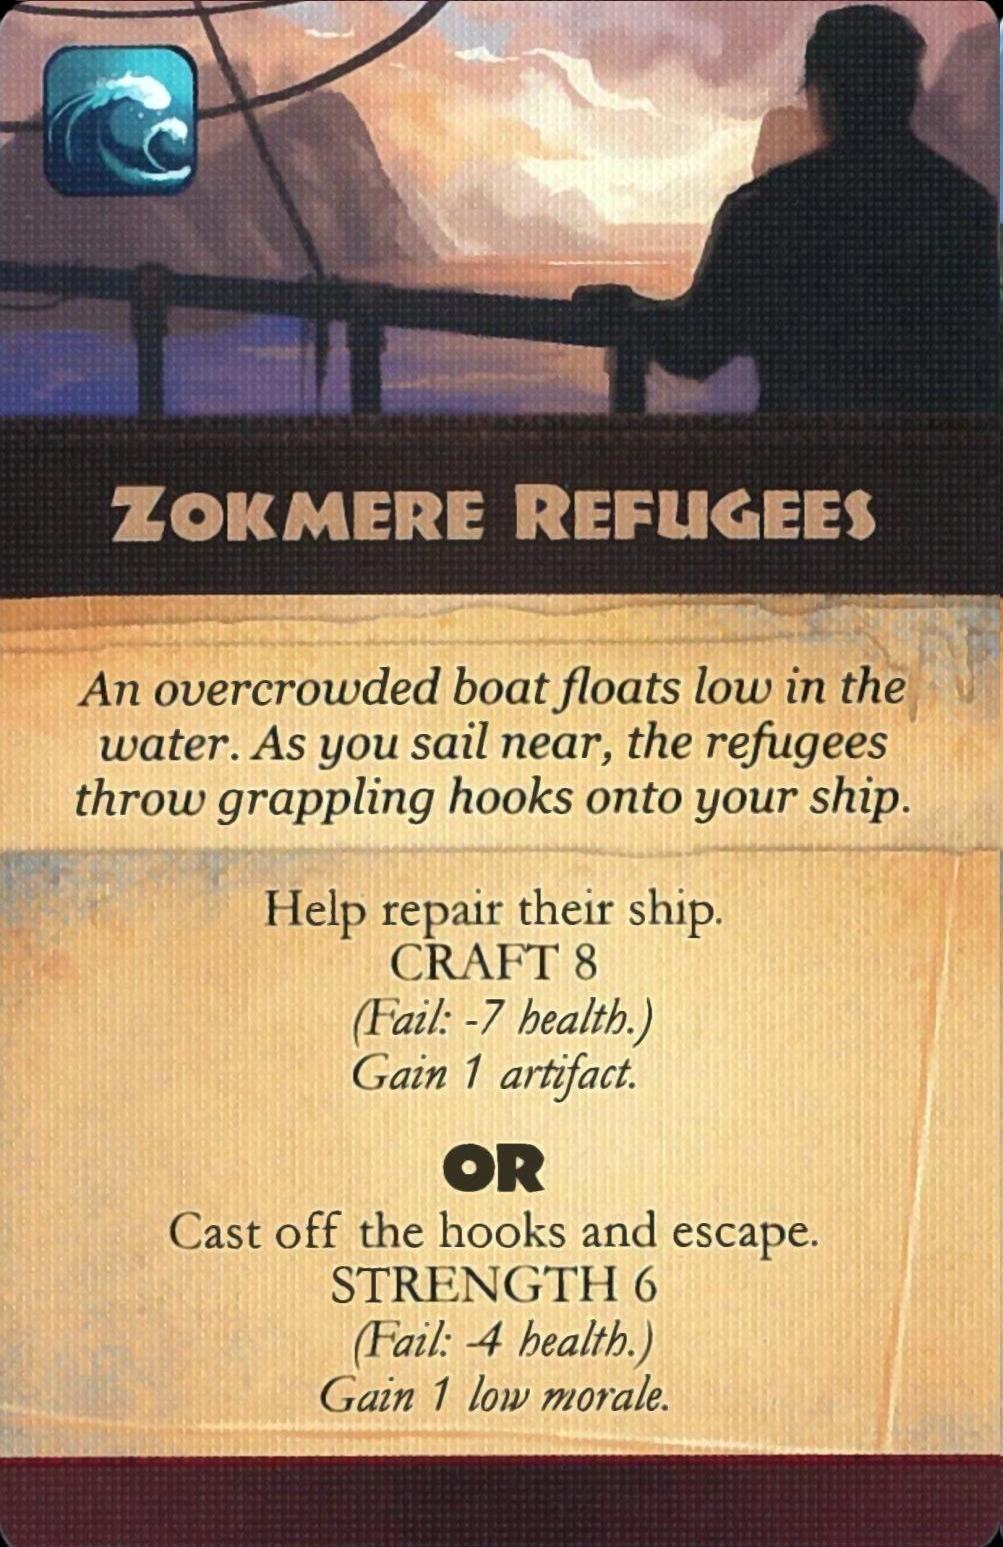 ZOKMERE REFUGEES
An overcrowded boat floats low in the
water. As you sail near, the refugees
throw grappling hooks onto your ship.
Help repair their ship.
CRAFT 8
(Fail: -7 health.)
Gain 1 artifact.
OR
Cast off the hooks and escape.
STRENGTH 6
(Fail: -4 health.)
Gain 1 low morale.